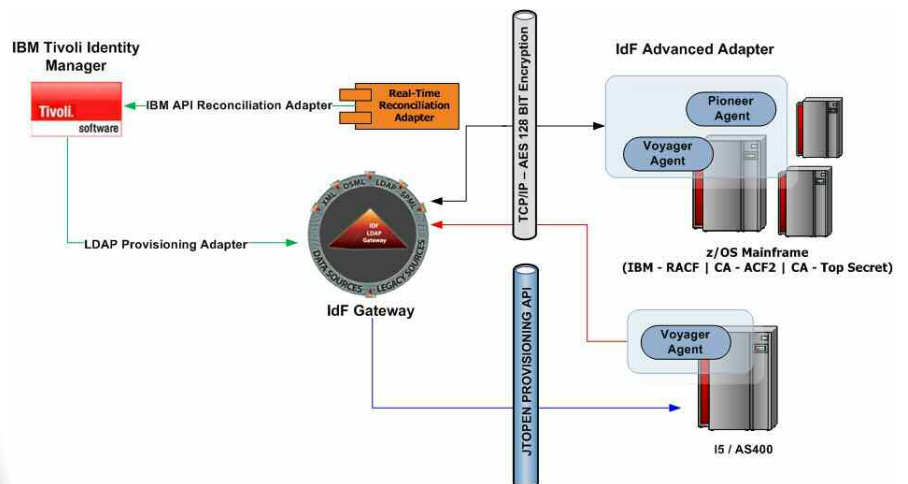 IBM Tivoli Identity
Manager
Tivoli.
software
IBM API Reconciliation Adapter
Real-Time
Reconciliation
Adapter
LDAP Provisioning Adapter
XML DSML LDAP SPML
IDF
LDAP
Gateway
DATA SOURCES LEGACY SOURCES
IdF Gateway
TCP/IP – AES 128 BIT Encryption
JTOPEN PROVISIONING API
IdF Advanced Adapter
Pioneer
Agent
Voyager
Agent
z/OS Mainframe
(IBM - RACF | CA - ACF2 | CA - Top Secret)
Voyager
Agent
I5 / AS400